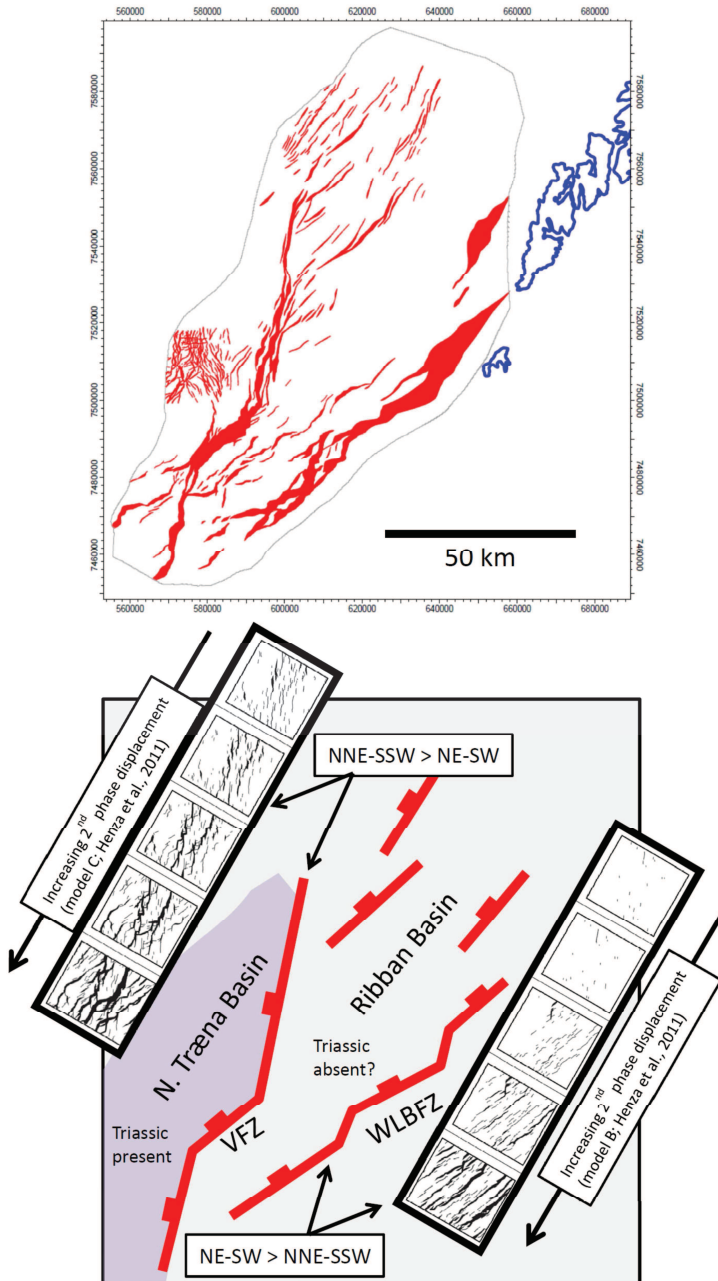 560000 580000 600000 620000 640000 660000 680000
7580000
7560000
7540000
7520000
7500000
7480000
7460000
7580000
7560000
7540000
7520000
7500000
7480000
7460000
50 km
560000 580000 600000 620000 640000 660000 680000
Increasing 2nd phase displacement
(model C; Henza et al., 2011)
NNE-SSW > NE-SW
N. Træna Basin
Ribban Basin
Triassic
absent?
Triassic
present
VFZ
WLBFZ
Increasing 2nd phase displacement
(model B; Henza et al., 2011)
NE-SW > NNE-SSW